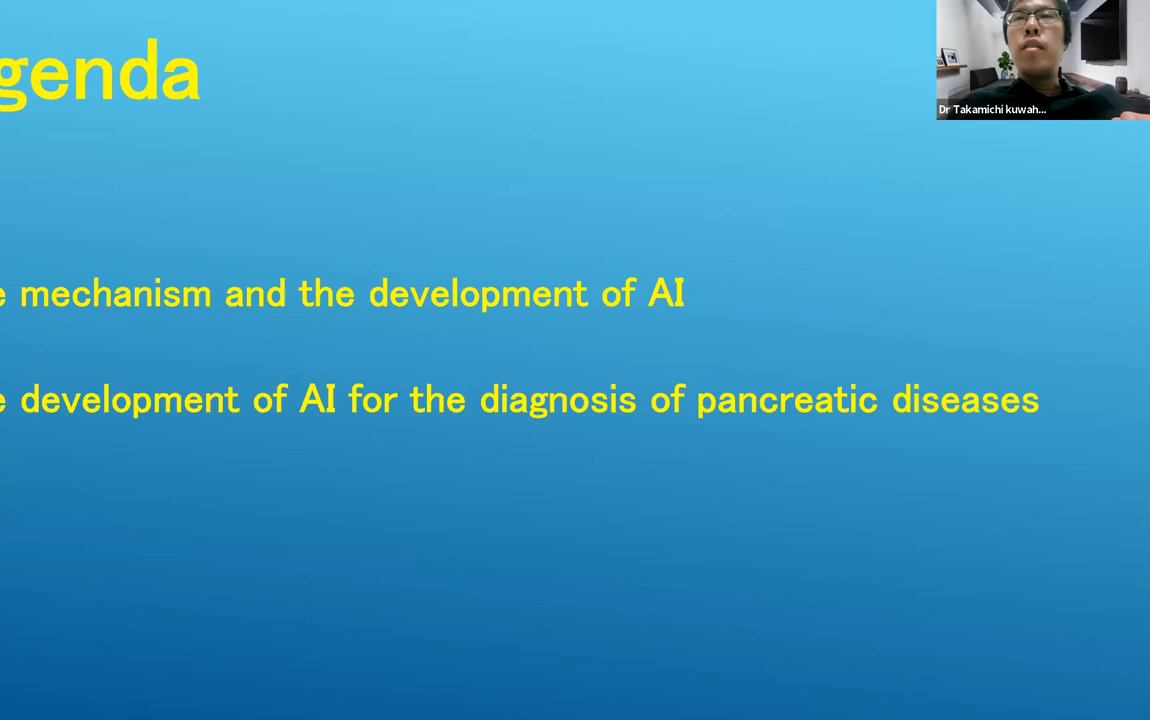 genda
Dr Takamichi kuwah...
e mechanism and the development of AI
e development of AI for the diagnosis of pancreatic diseases